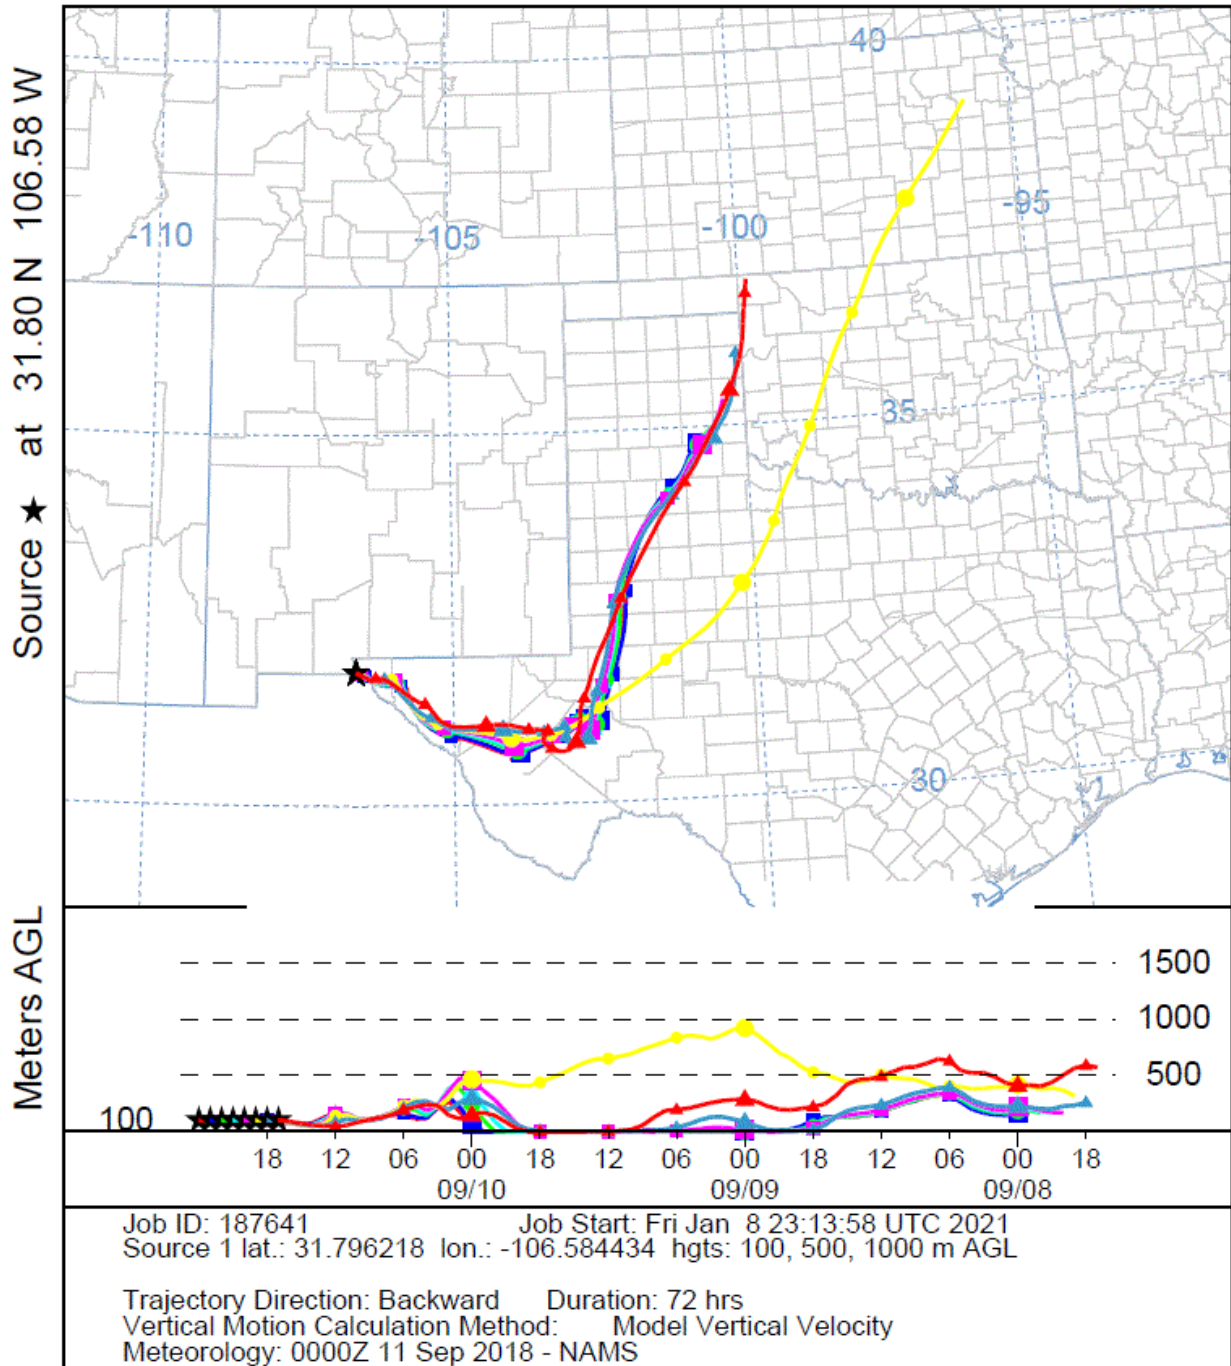 Source ★ at 31.80 N 106.58 W
40
-110
-105
-100
-95
35
30
Meters AGL
1500
1000
500
100
18 12 06 00 18 12 06 00 18 12 06 00 18
09/10 09/09 09/08
Job ID: 187641 Job Start: Fri Jan 8 23:13:58 UTC 2021
Source 1 lat.: 31.796218 lon.: -106.584434 hgts: 100, 500, 1000 m AGL
Trajectory Direction: Backward Duration: 72 hrs
Vertical Motion Calculation Method: Model Vertical Velocity
Meteorology: 0000Z 11 Sep 2018 - NAMS